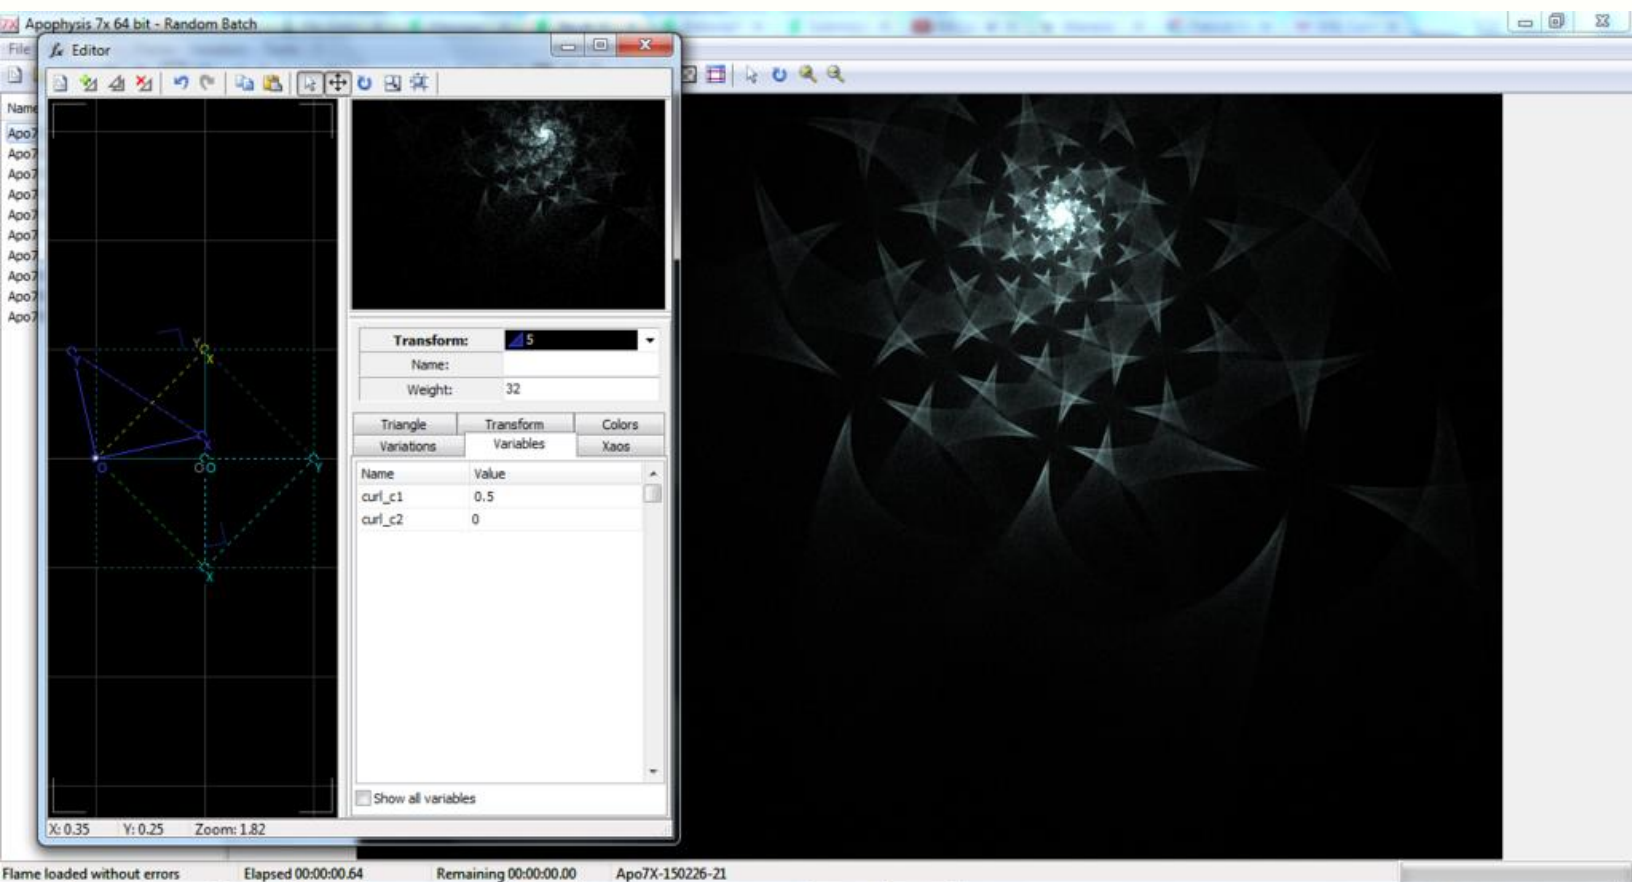 Apophysis 7x 64 bit - Random Batch
File
Editor
Name
Apo7
Apo7
Apo7
Apo7
Apo7
Apo7
Apo7
Apo7
Apo7
Apo7
Transform: 5
Name:
Weight: 32
Triangle Transform Colors
Variations Variables Xaos
Name Value
curl_c1 0.5
curl_c2 0
Show all variables
Y
X
Y
X
O
O
O
Y
X
X: 0.35 Y: 0.25 Zoom: 1.82
Flame loaded without errors Elapsed 00:00:00.64 Remaining 00:00:00.00 Apo7X-150226-21